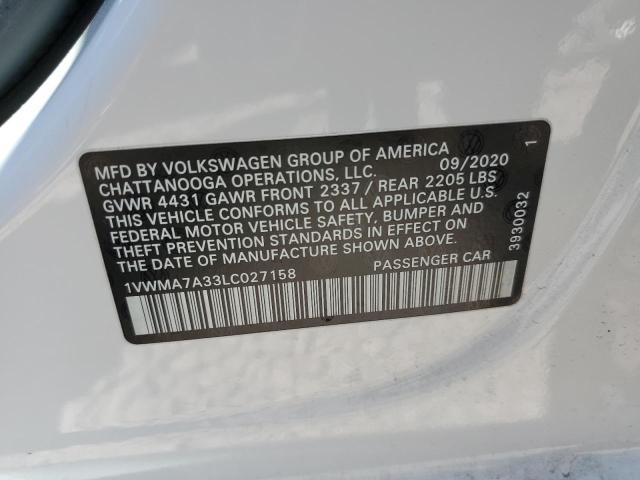 MFD BY VOLKSWAGEN GROUP OF AMERICA
CHATTANOOGA OPERATIONS, LLC. 09/2020
GVWR 4431 GAWR FRONT 2337 / REAR 2205 LBS
THIS VEHICLE CONFORMS TO ALL APPLICABLE U.S.
FEDERAL MOTOR VEHICLE SAFETY, BUMPER AND
THEFT PREVENTION STANDARDS IN EFFECT ON
THE DATE OF MANUFACTURE SHOWN ABOVE.
1VWMA7A33LC027158 PASSENGER CAR
3930032 1